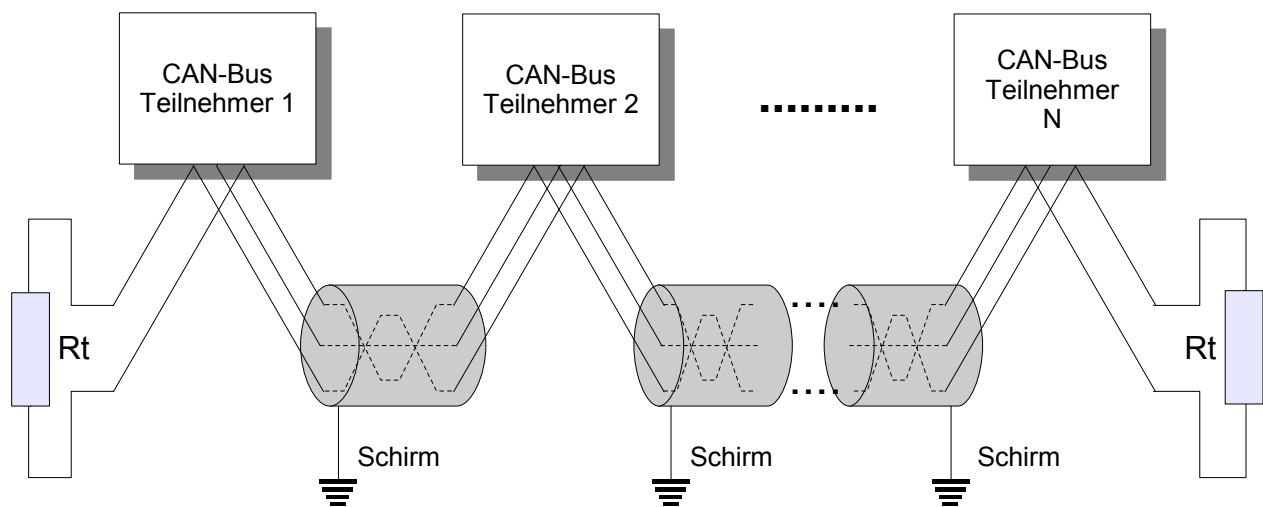 CAN-Bus
Teilnehmer 1
CAN-Bus
Teilnehmer 2
CAN-Bus
Teilnehmer
N
Rt
Rt
Schirm
Schirm
Schirm